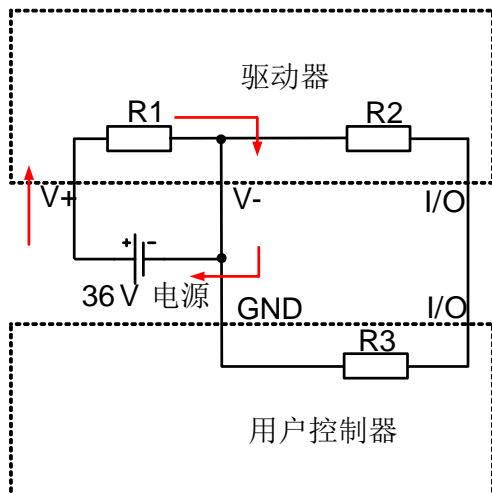 驱动器
R1
R2
V+
V-
I/O
+ -
36V 电源
GND
I/O
R3
用户控制器